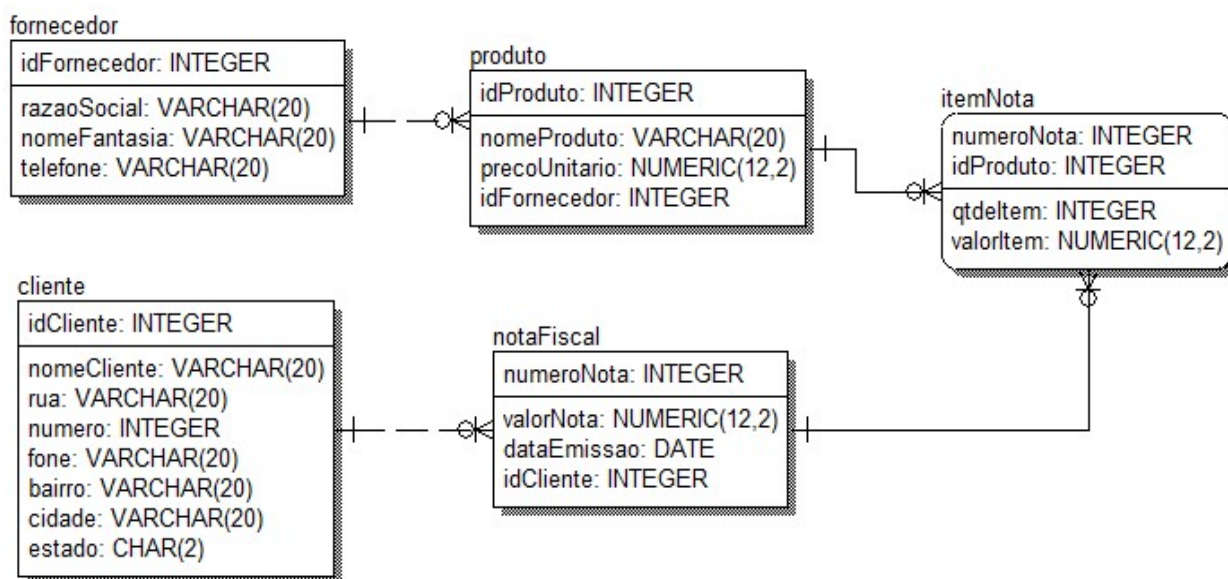 fornecedor
idFornecedor: INTEGER
razaoSocial: VARCHAR(20)
nomeFantasia: VARCHAR(20)
telefone: VARCHAR(20)
produto
idProduto: INTEGER
nomeProduto: VARCHAR(20)
precoUnitario: NUMERIC(12,2)
idFornecedor: INTEGER
itemNota
numeroNota: INTEGER
idProduto: INTEGER
qtdeItem: INTEGER
valorItem: NUMERIC(12,2)
cliente
idCliente: INTEGER
nomeCliente: VARCHAR(20)
rua: VARCHAR(20)
numero: INTEGER
fone: VARCHAR(20)
bairro: VARCHAR(20)
cidade: VARCHAR(20)
estado: CHAR(2)
notaFiscal
numeroNota: INTEGER
valorNota: NUMERIC(12,2)
dataEmissao: DATE
idCliente: INTEGER